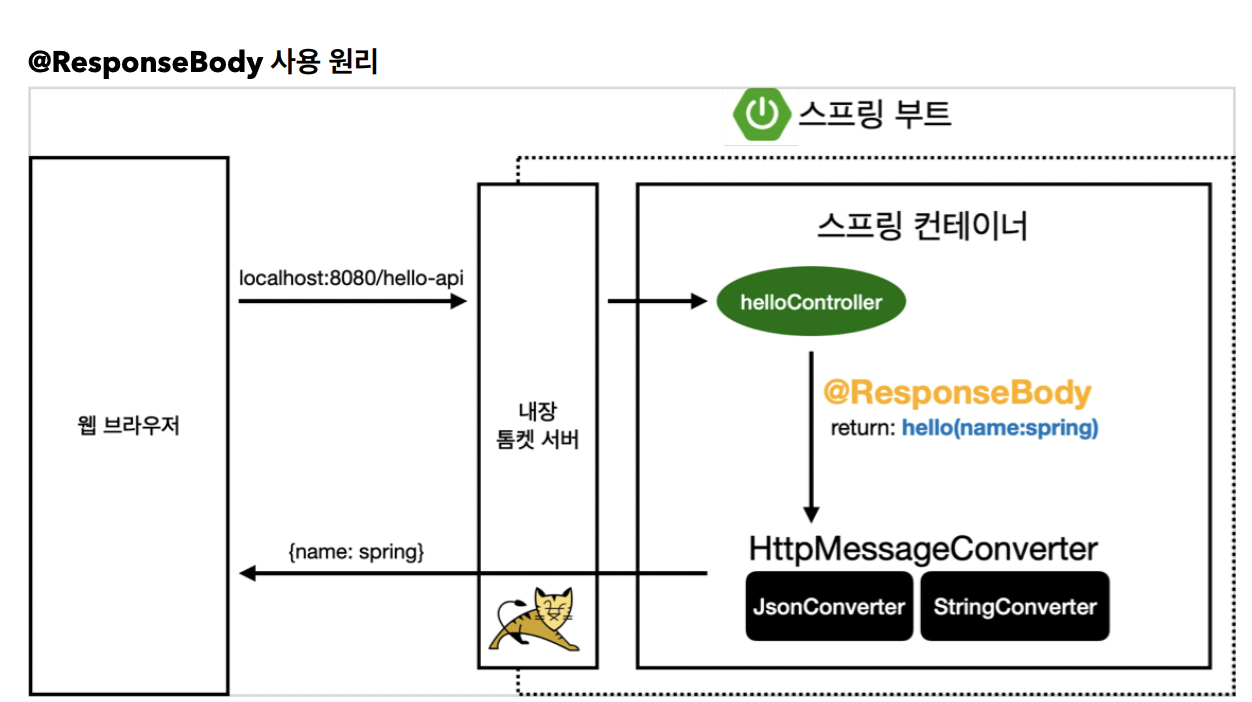 @ResponseBody 사용 원리
스프링 부트
스프링 컨테이너
localhost:8080/hello-api
helloController
@ResponseBody
return: hello(name:spring)
웹 브라우저
내장
톰켓 서버
{name: spring}
HttpMessageConverter
JsonConverter
StringConverter